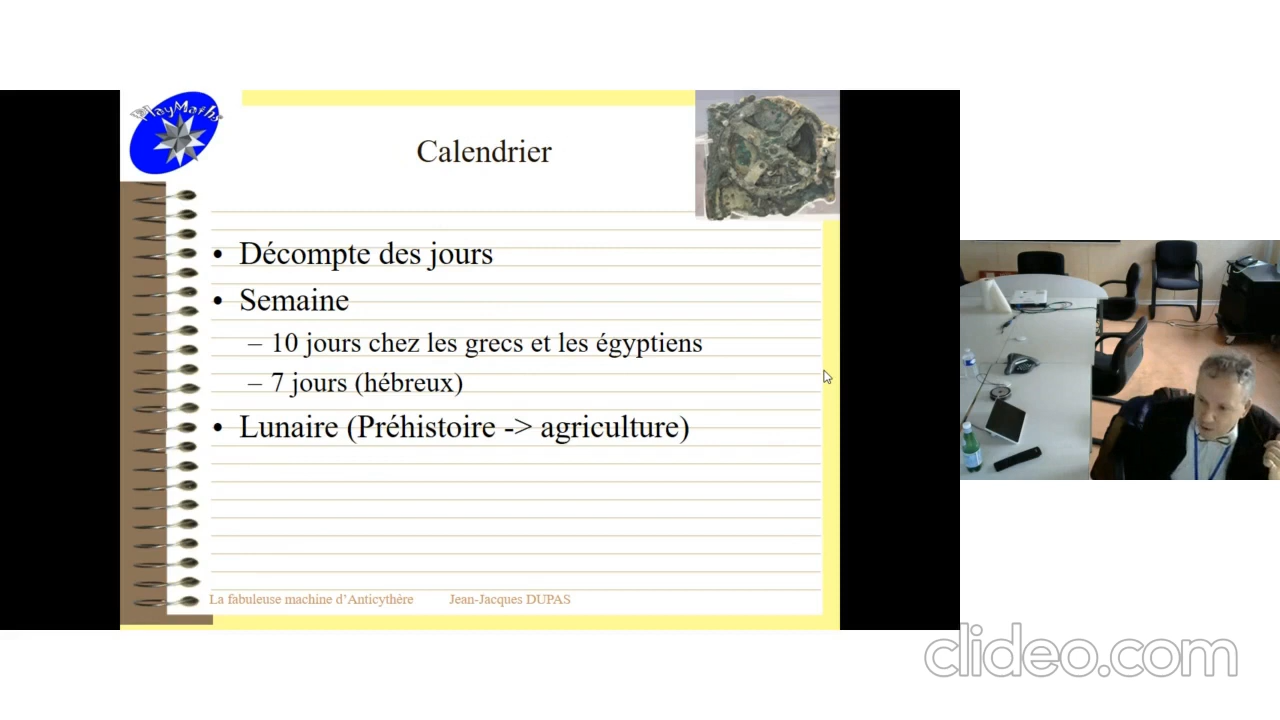 PlayMaths
Calendrier
• Décompte des jours
• Semaine
– 10 jours chez les grecs et les égyptiens
– 7 jours (hébreux)
• Lunaire (Préhistoire -> agriculture)
La fabuleuse machine d’Anticythère Jean-Jacques DUPAS
clideo.com